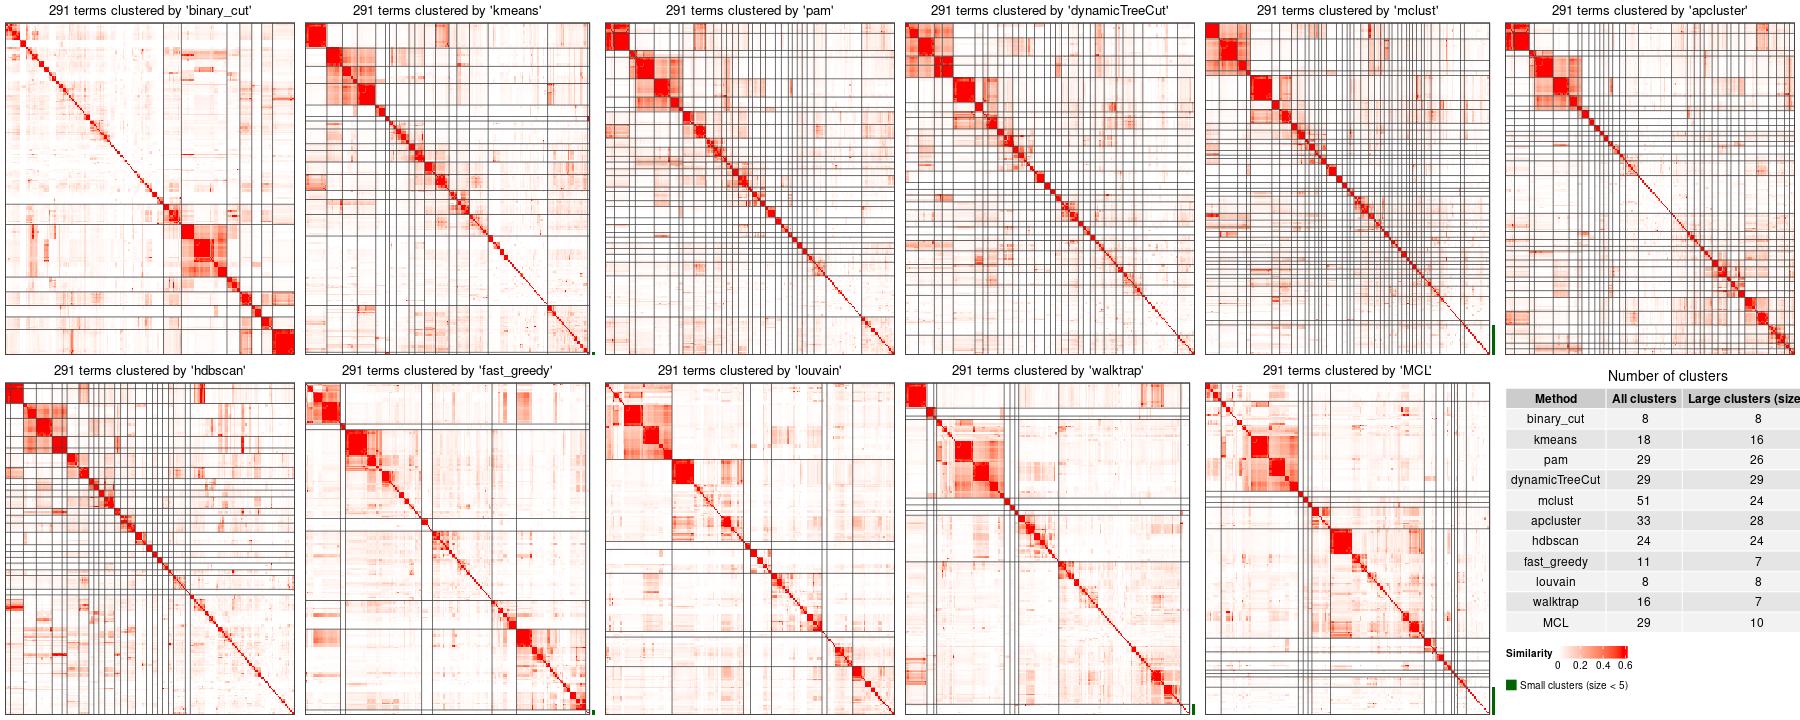 291 terms clustered by 'binary_cut'
291 terms clustered by 'kmeans'
291 terms clustered by 'pam'
291 terms clustered by 'dynamicTreeCut'
291 terms clustered by 'mclust'
291 terms clustered by 'apcluster'
291 terms clustered by 'hdbscan'
291 terms clustered by 'fast_greedy'
291 terms clustered by 'louvain'
291 terms clustered by 'walktrap'
291 terms clustered by 'MCL'
Number of clusters
Method All clusters Large clusters (size
binary_cut 8 8
kmeans 18 16
pam 29 26
dynamicTreeCut 29 29
mclust 51 24
apcluster 33 28
hdbscan 24 24
fast_greedy 11 7
louvain 8 8
walktrap 16 7
MCL 29 10
Similarity
0 0.2 0.4 0.6
Small clusters (size < 5)